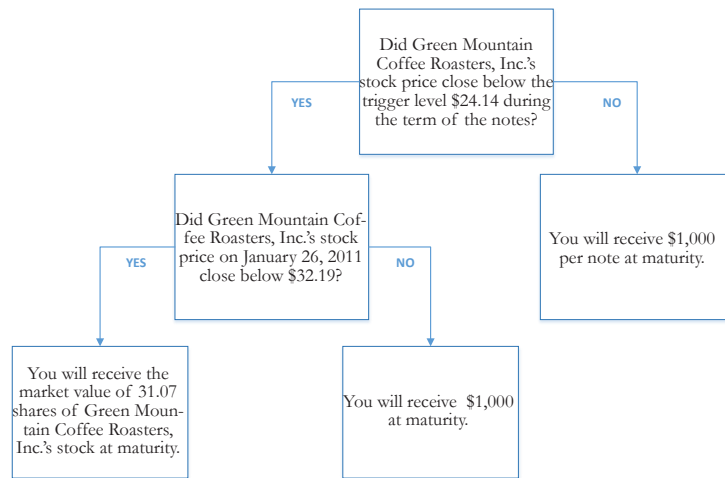 Did Green Mountain
Coffee Roasters, Inc.'s
stock price close below the
trigger level $24.14 during
the term of the notes?
YES
NO
Did Green Mountain Cof-
fee Roasters, Inc.'s stock
price on January 26, 2011
close below $32.19?
You will receive $1,000
per note at maturity.
YES
NO
You will receive the
market value of 31.07
shares of Green Moun-
tain Coffee Roasters,
Inc.'s stock at maturity.
You will receive $1,000
at maturity.